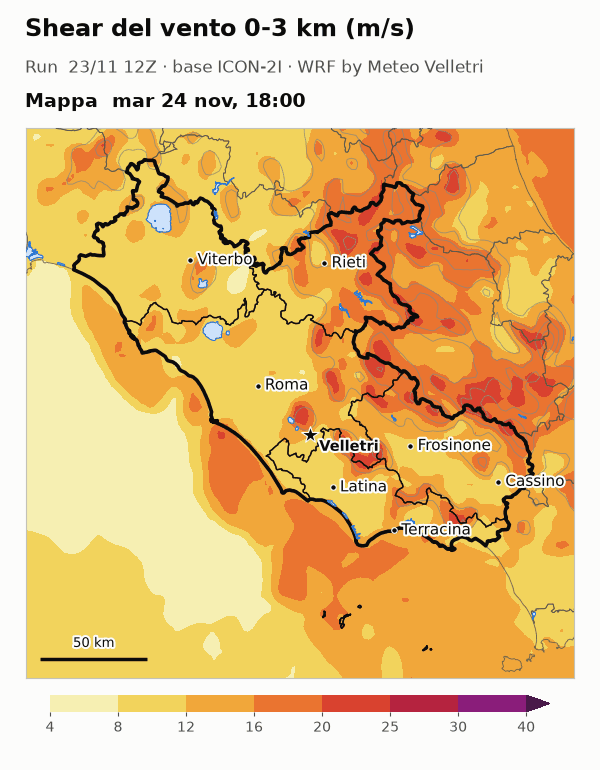 Shear del vento 0-3 km (m/s)
Run  23/11 12Z · base ICON-2I · WRF by Meteo Velletri
Mappa  mar 24 nov, 18:00
Viterbo
Rieti
Roma
Velletri
Frosinone
Latina
Cassino
Terracina
50 km
4 8 12 16 20 25 30 40